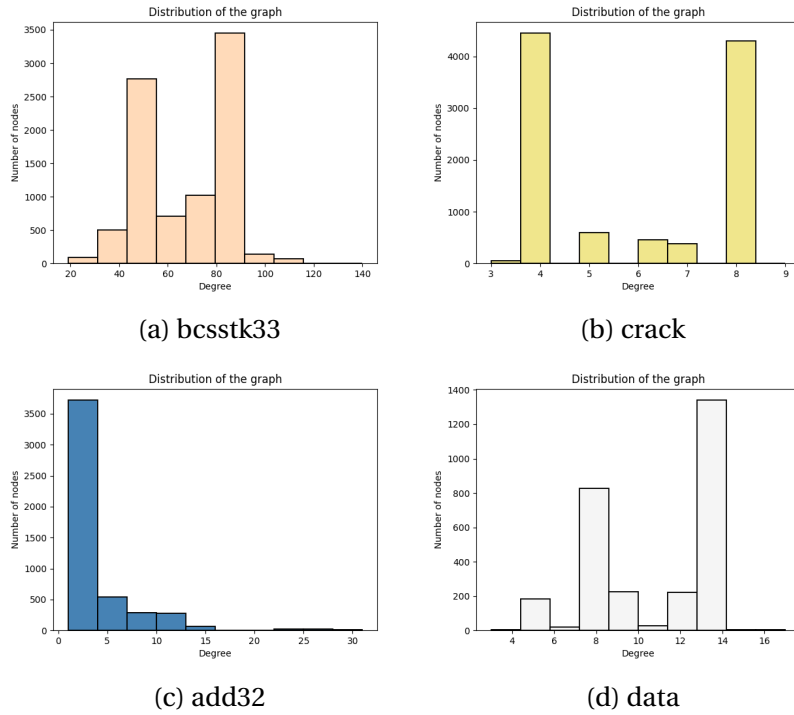 Distribution of the graph
Number of nodes
3500
3000
2500
2000
1500
1000
500
0
20 40 60 80 100 120 140
Degree
(a) bcsstk33
Distribution of the graph
Number of nodes
4000
3000
2000
1000
0
3 4 5 6 7 8 9
Degree
(b) crack
Distribution of the graph
Number of nodes
3500
3000
2500
2000
1500
1000
500
0
0 5 10 15 20 25 30
Degree
(c) add32
Distribution of the graph
Number of nodes
1400
1200
1000
800
600
400
200
0
4 6 8 10 12 14 16
Degree
(d) data